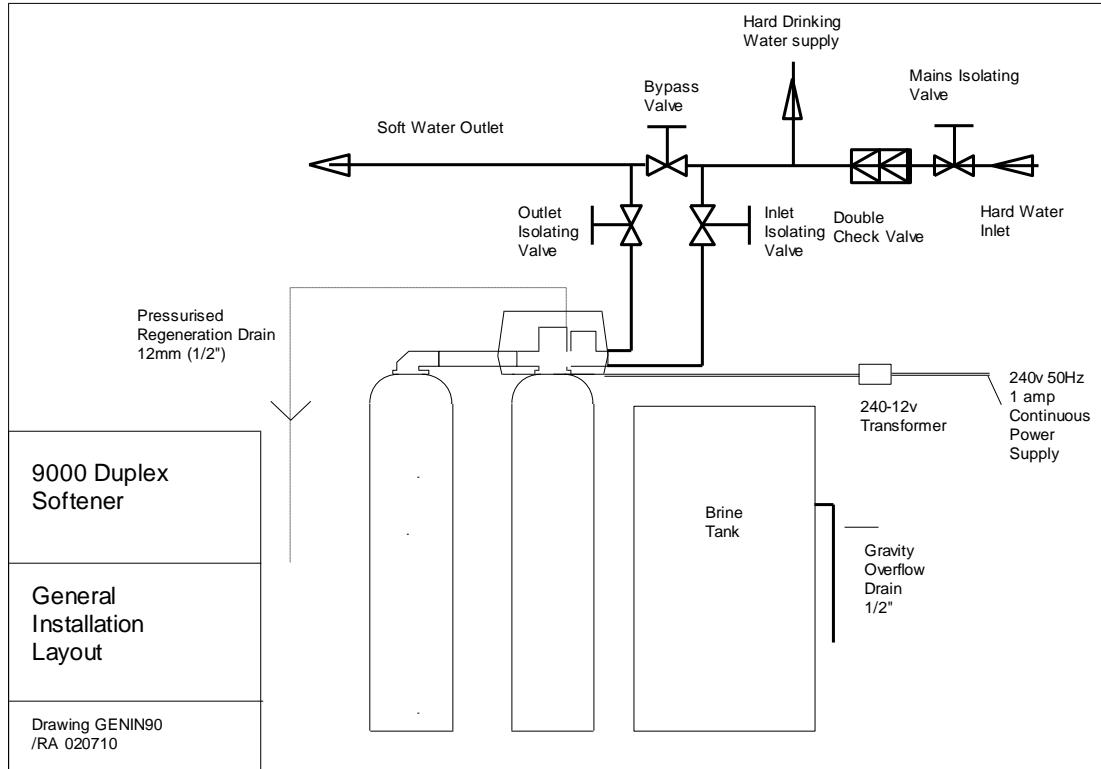 Hard Drinking
Water supply
Mains Isolating
Valve
Bypass
Valve
Soft Water Outlet
Outlet
Isolating
Valve
Inlet
Isolating
Valve
Double
Check Valve
Hard Water
Inlet
Pressurised
Regeneration Drain
12mm (1/2")
240-12v
Transformer
240v 50Hz
1 amp
Continuous
Power
Supply
9000 Duplex
Softener
Brine
Tank
Gravity
Overflow
Drain
1/2"
General
Installation
Layout
Drawing GENIN90
/RA 020710